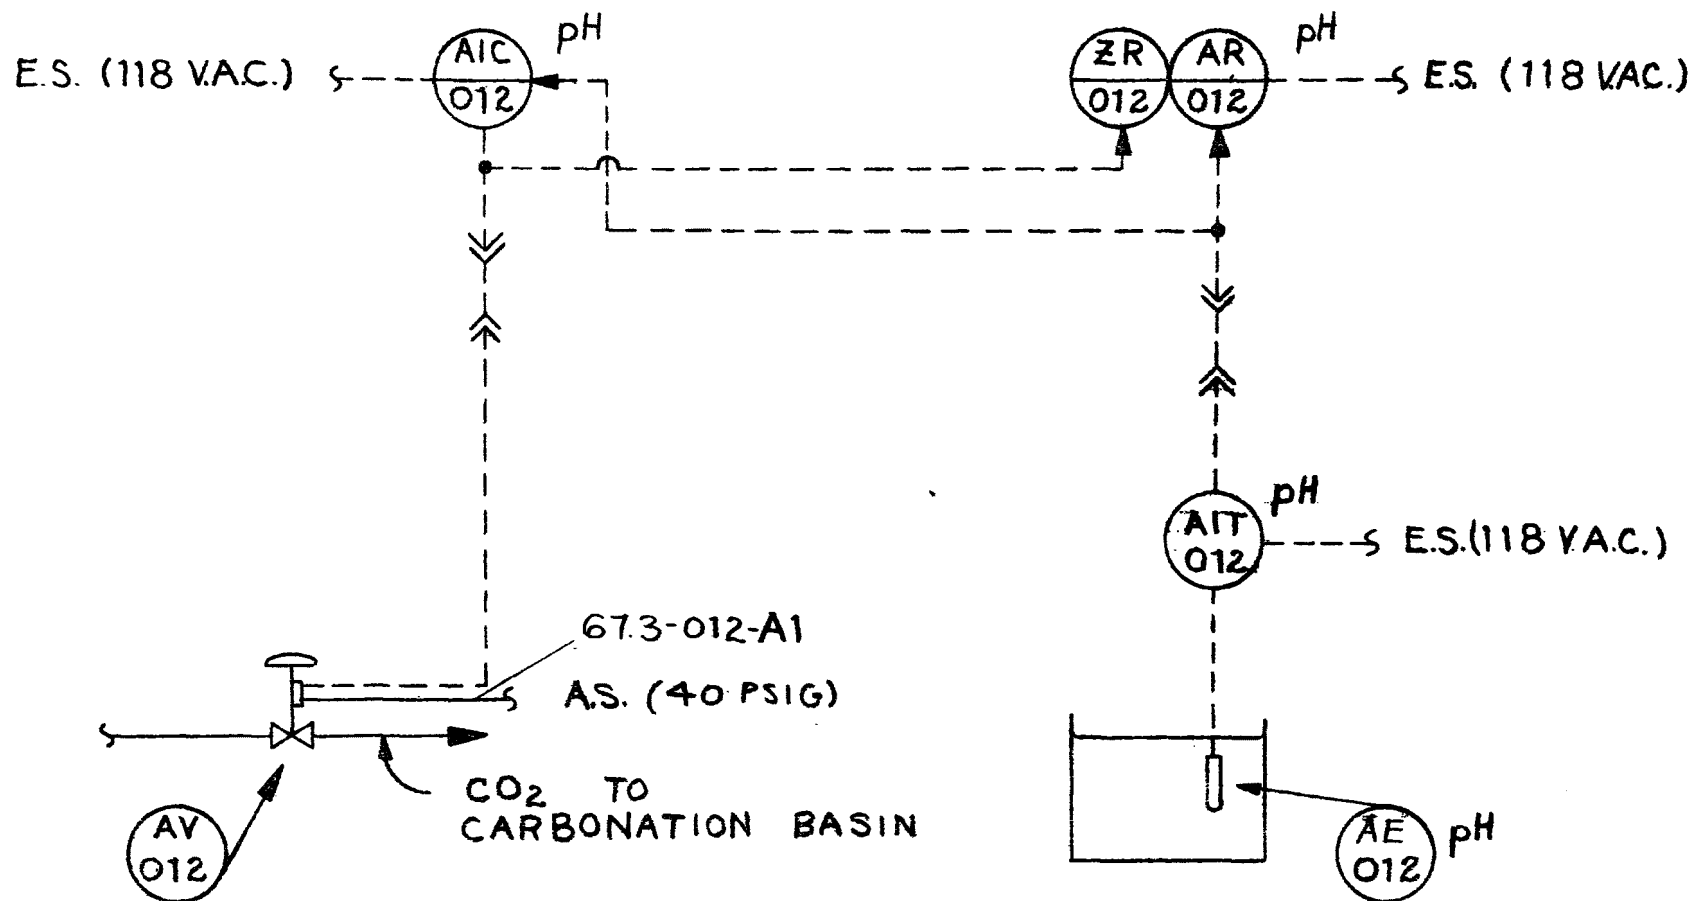 E.S. (118 V.A.C.)
AIC
012
pH
ZR
012
AR
012
pH
E.S. (118 V.A.C.)
AIT
012
pH
E.S. (118 V.A.C.)
67.3-012-A1
A.S. (40 PSIG)
CO₂ TO
CARBONATION BASIN
AV
012
AE
012
pH